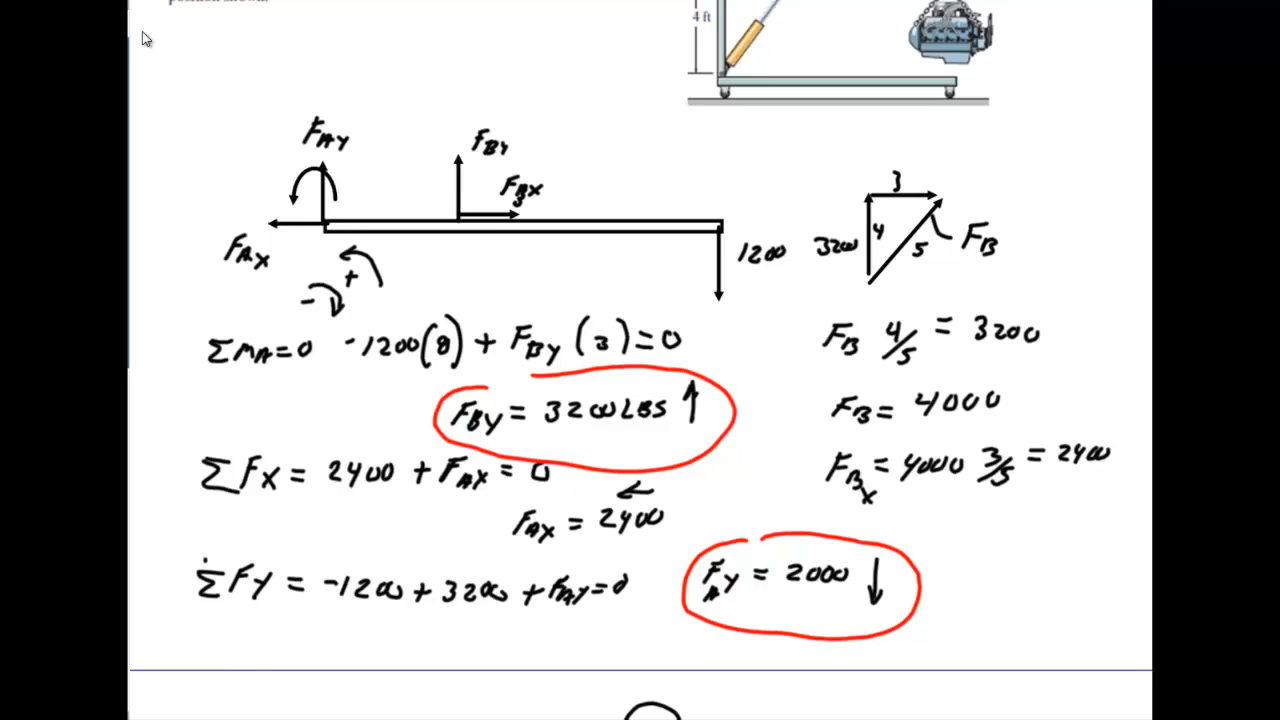 4 ft
FAY
FBY
FBX
3
FAX
1200
3
3200
4
5
FB
+
-
ΣMA=0 -1200(8) + FBY(3)=0
FB 4/5 = 3200
FBY = 3200LBS ↑
FB = 4000
ΣFX = 2400 + FAX = 0
FBX = 4000 3/5 = 2400
FAX = 2400 ←
ΣFY = -1200 + 3200 + FAY=0
FAY = 2000 ↓